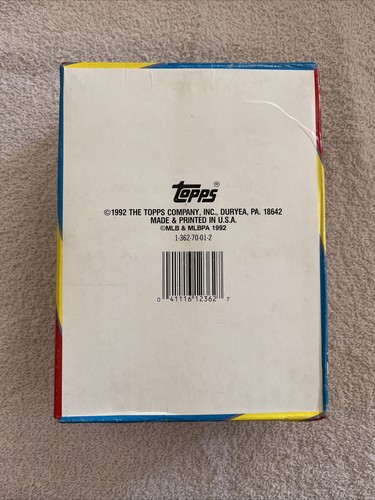 Topps®
©1992 THE TOPPS COMPANY, INC., DURYEA, PA. 18642
MADE & PRINTED IN U.S.A.
©MLB & MLBPA 1992
1-362-70-01-2
0 41116 12362 7